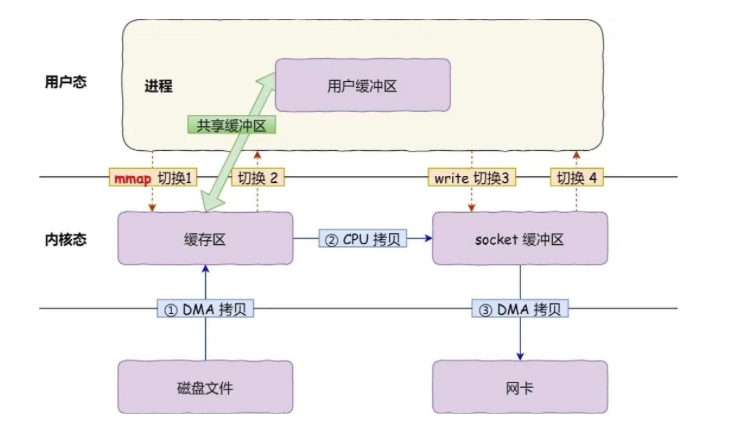 用户态
进程
用户缓冲区
共享缓冲区
mmap 切换1
切换 2
write 切换3
切换 4
内核态
缓存区
② CPU 拷贝
socket 缓冲区
① DMA 拷贝
③ DMA 拷贝
磁盘文件
网卡